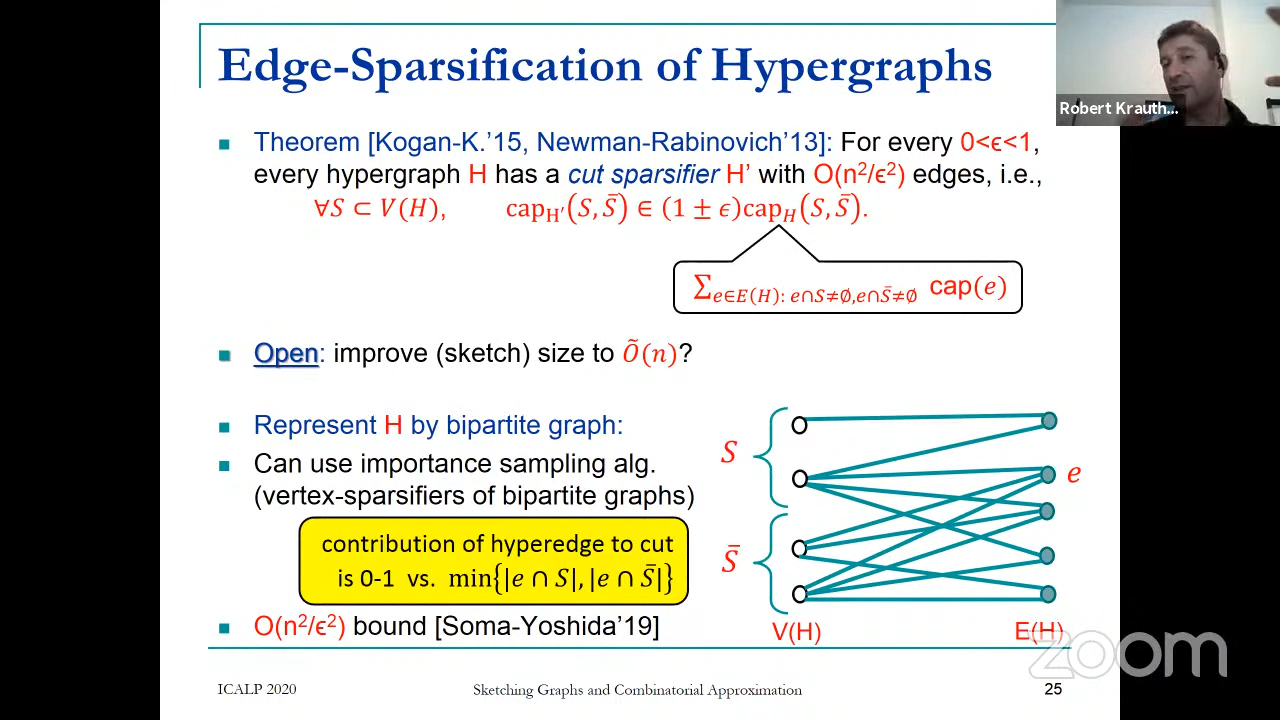 Edge-Sparsification of Hypergraphs
Robert Krauth...
Theorem [Kogan-K.'15, Newman-Rabinovich'13]: For every 0<ϵ<1,
every hypergraph H has a cut sparsifier H' with O(n²/ϵ²) edges, i.e.,
∀S ⊂ V(H), cap_H′(S, S̄) ∈ (1 ± ϵ)cap_H(S, S̄).
∑_{e∈E(H): e∩S≠∅,e∩S̄≠∅} cap(e)
Open: improve (sketch) size to Õ(n)?
Represent H by bipartite graph:
Can use importance sampling alg.
(vertex-sparsifiers of bipartite graphs)
contribution of hyperedge to cut
is 0-1 vs. min{|e ∩ S|, |e ∩ S̄|}
O(n²/ϵ²) bound [Soma-Yoshida'19]
S
e
S̄
V(H)
E(H)
zoom
ICALP 2020
Sketching Graphs and Combinatorial Approximation
25